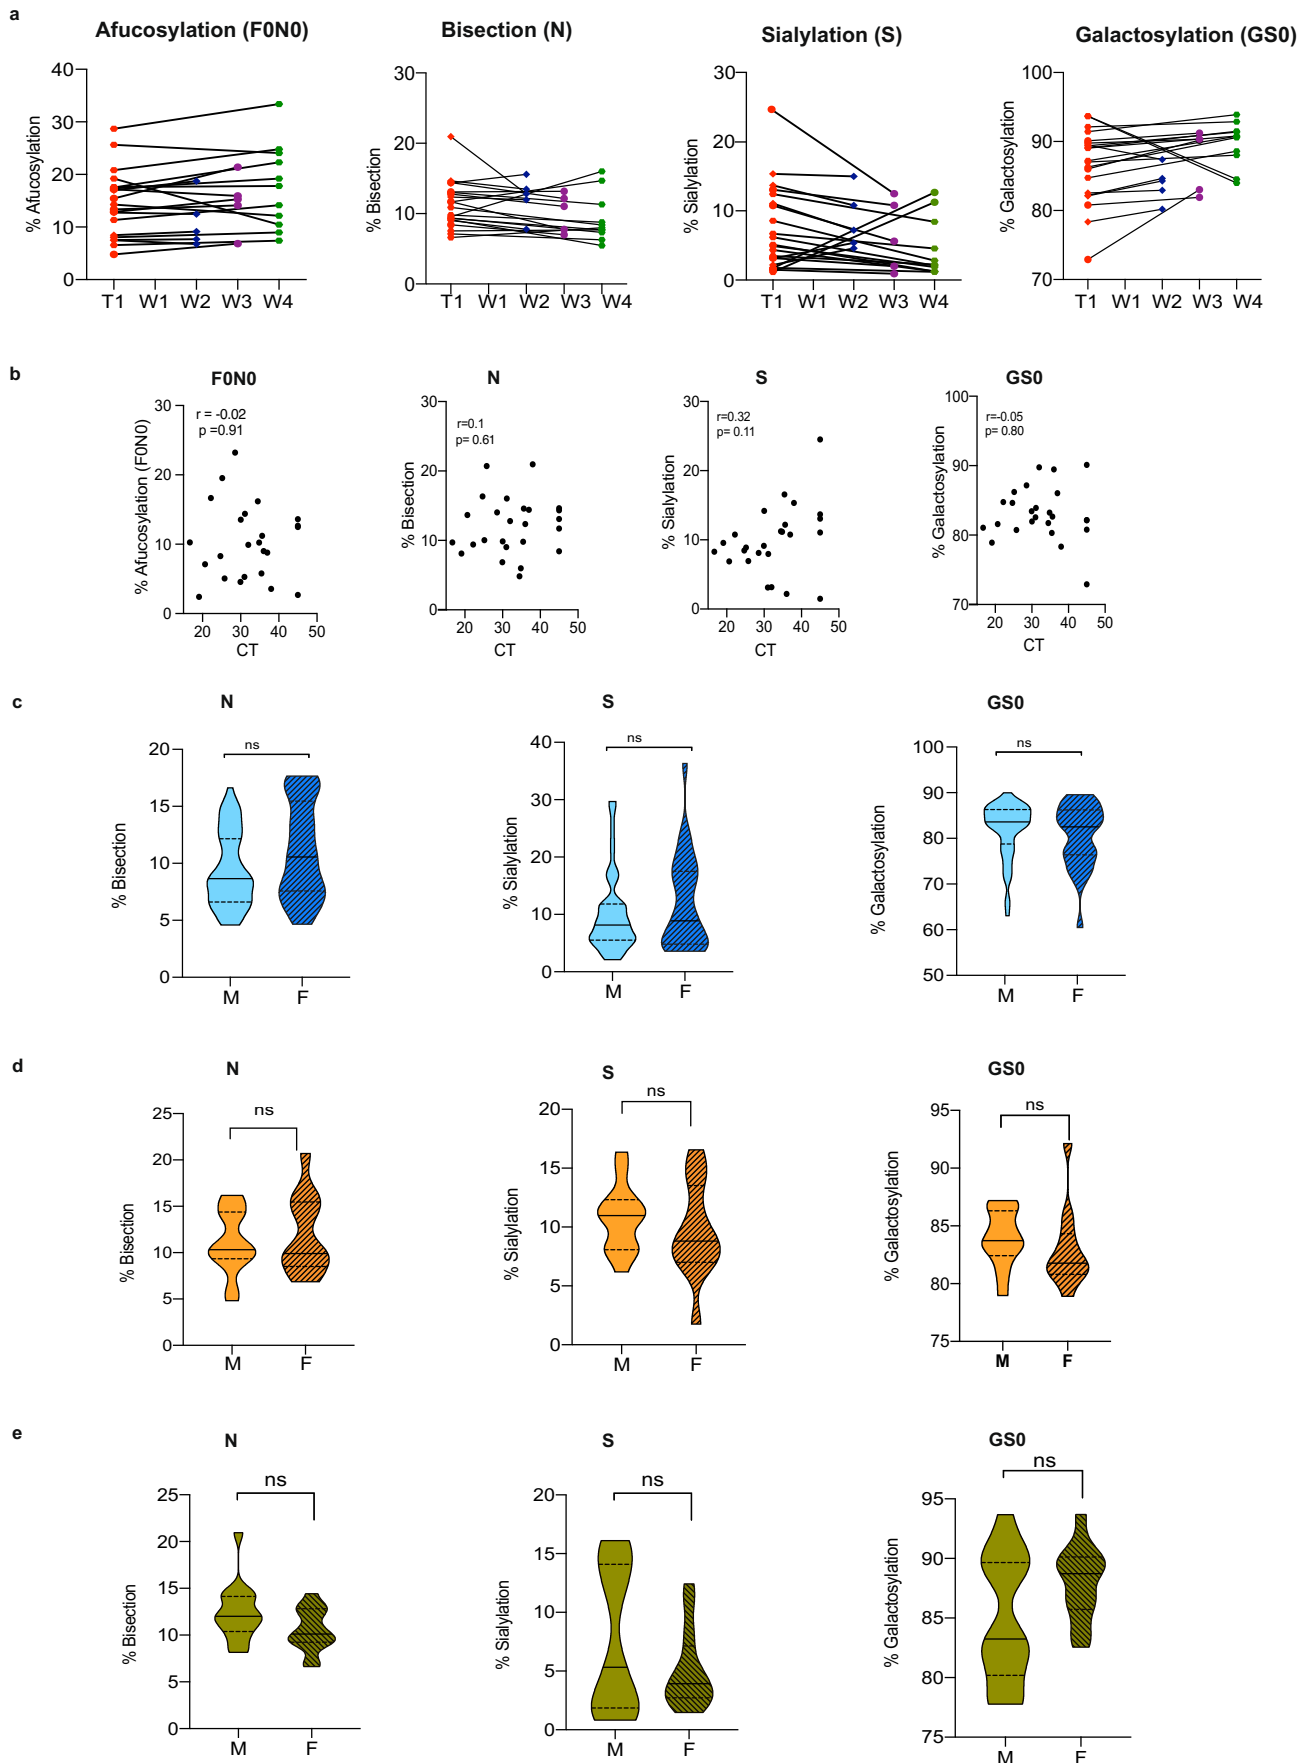 a
Afucosylation (F0N0)
Bisection (N)
Sialylation (S)
Galactosylation (GS0)
% Afucosylation
40
30
20
10
0
T1 W1 W2 W3 W4
% Bisection
30
20
10
0
T1 W1 W2 W3 W4
% Sialylation
30
20
10
0
T1 W1 W2 W3 W4
% Galactosylation
100
90
80
70
T1 W1 W2 W3 W4
b
F0N0
% Afucosylation (F0N0)
30
20
10
0
r = -0.02
p =0.91
20 30 40 50
CT
N
% Bisection
30
20
10
0
r=0.1
p= 0.61
20 30 40 50
CT
S
% Sialylation
30
20
10
0
r=0.32
p= 0.11
20 30 40 50
CT
GS0
% Galactosylation
100
90
80
70
r=-0.05
p= 0.80
20 30 40 50
CT
c
N
% Bisection
20
15
10
5
0
ns
M F
S
% Sialylation
40
30
20
10
0
ns
M F
GS0
% Galactosylation
100
90
80
70
60
50
ns
M F
d
N
% Bisection
25
20
15
10
5
0
ns
M F
S
% Sialylation
20
15
10
5
0
ns
M F
GS0
% Galactosylation
95
90
85
80
75
ns
M F
e
N
% Bisection
25
20
15
10
5
0
ns
M F
S
% Sialylation
20
15
10
5
0
ns
M F
GS0
% Galactosylation
95
90
85
80
75
ns
M F